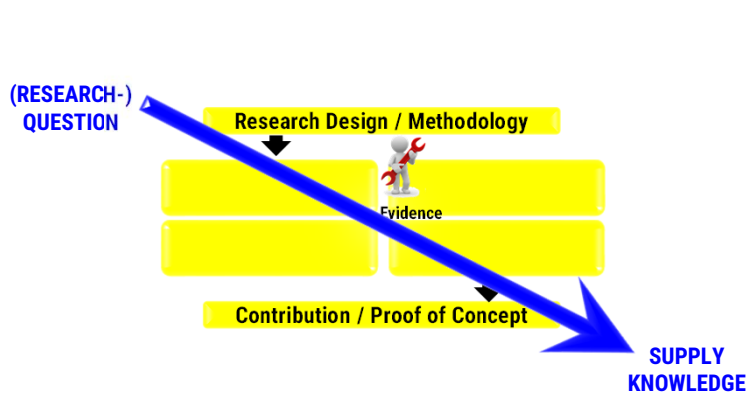 (RESEARCH-)
QUESTION
Research Design / Methodology
Evidence
Contribution / Proof of Concept
SUPPLY
KNOWLEDGE